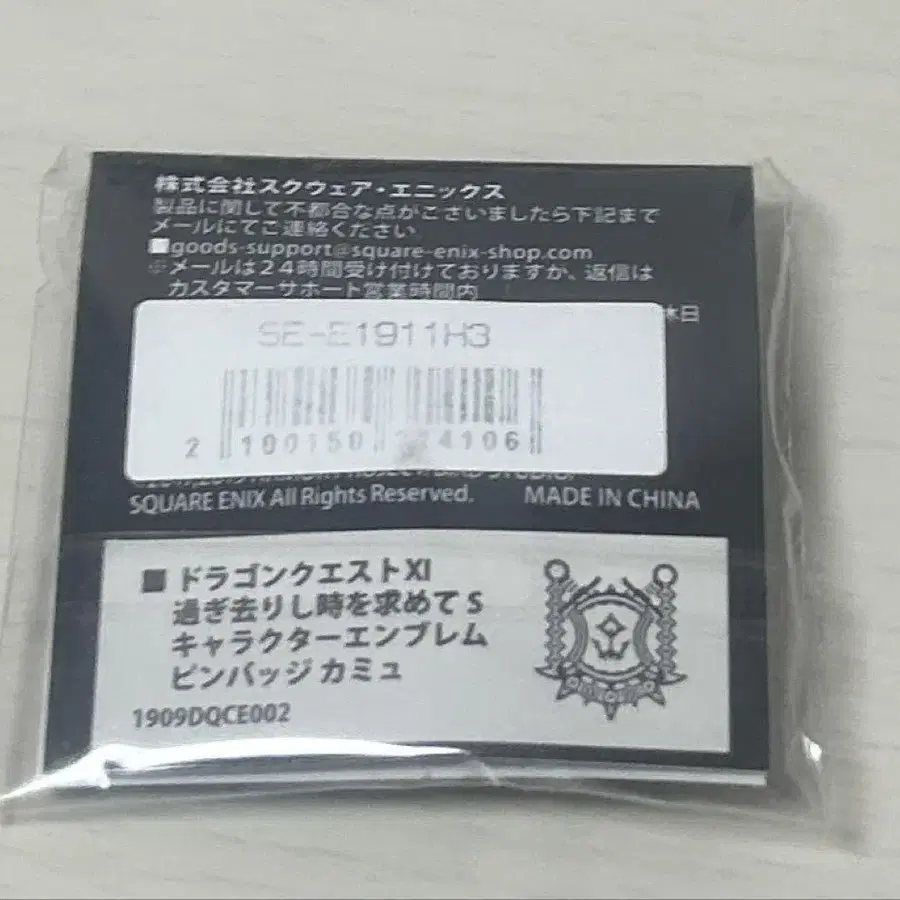 株式会社スクウェア・エニックス
製品に関して不都合な点がございましたら下記まで
メールにてご連絡ください
■goods-support@square-enix-shop.com
※メールは24時間受け付けておりますが、返信は
カスタマーサポート営業時間内
休日
SE-E1911H3
2 100150 4106
SQUARE ENIX All Rights Reserved. MADE IN CHINA
■ ドラゴンクエストXI
過ぎ去りし時を求めて S
キャラクターエンブレム
ピンバッジ カミュ
1909DQCE002